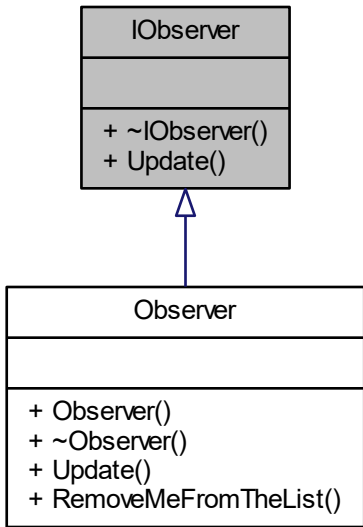 IObserver
+ ~IObserver()
+ Update()
Observer
+ Observer()
+ ~Observer()
+ Update()
+ RemoveMeFromTheList()